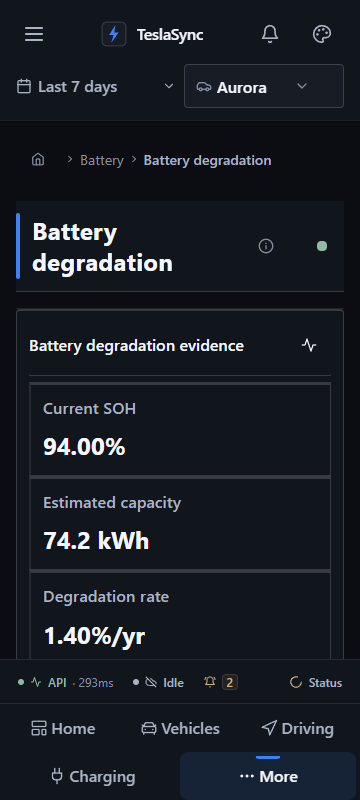 TeslaSync
Last 7 days
Aurora
Battery
Battery degradation
Battery degradation
Battery degradation evidence
Current SOH
94.00%
Estimated capacity
74.2 kWh
Degradation rate
1.40%/yr
API · 293ms
Idle
2
Status
Home
Vehicles
Driving
Charging
More